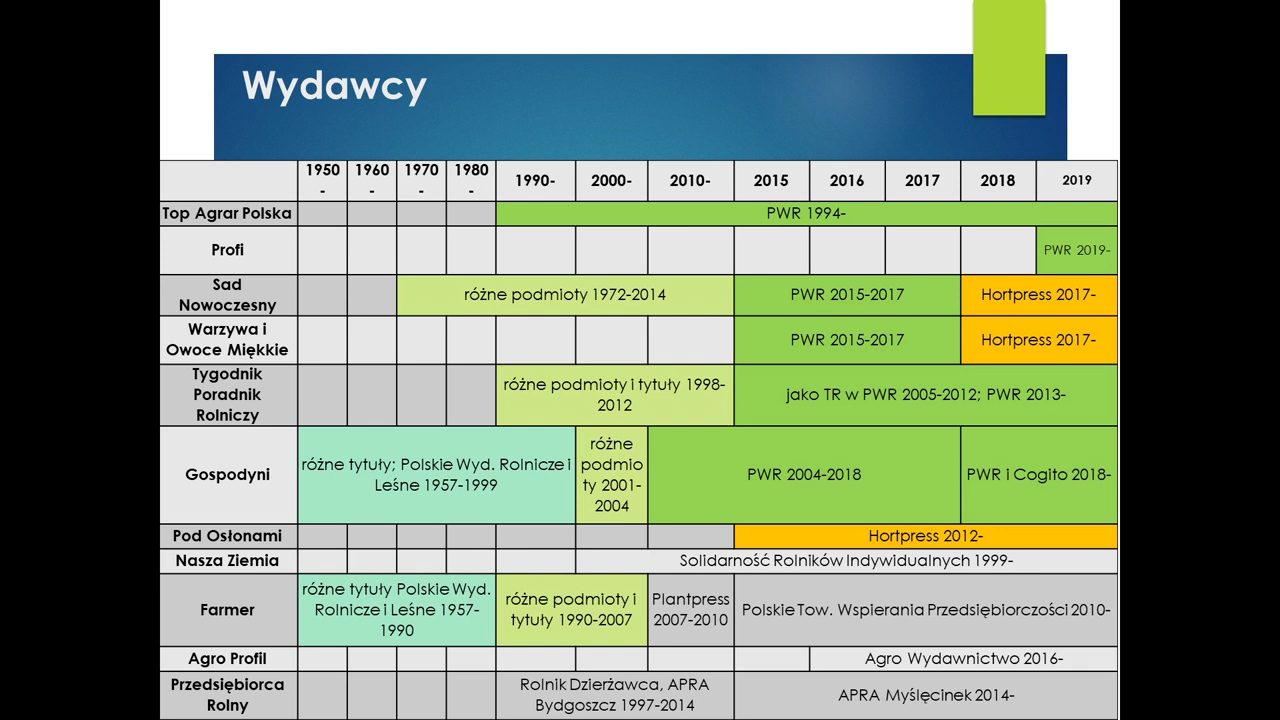 Wydawcy
1950 - 1960 - 1970 - 1980 - 1990- 2000- 2010- 2015 2016 2017 2018 2019
Top Agrar Polska PWR 1994-
Profi PWR 2019-
Sad
Nowoczesny różne podmioty 1972-2014 PWR 2015-2017 Hortpress 2017-
Warzywa i
Owoce Miękkie PWR 2015-2017 Hortpress 2017-
Tygodnik
Poradnik
Rolniczy
różne podmioty i tytuły 1998-
2012
jako TR w PWR 2005-2012; PWR 2013-
Gospodyni
różne tytuły; Polskie Wyd. Rolnicze i
Leśne 1957-1999
różne
podmio
ty 2001-
2004
PWR 2004-2018
PWR i Cogito 2018-
Pod Osłonami Hortpress 2012-
Nasza Ziemia Solidarność Rolników Indywidualnych 1999-
Farmer
różne tytuły Polskie Wyd.
Rolnicze i Leśne 1957-
1990
różne podmioty i
tytuły 1990-2007
Plantpress
2007-2010
Polskie Tow. Wspierania Przedsiębiorczości 2010-
Agro Profil Agro Wydawnictwo 2016-
Przedsiębiorca
Rolny
Rolnik Dzierżawca, APRA
Bydgoszcz 1997-2014
APRA Myślęcinek 2014-